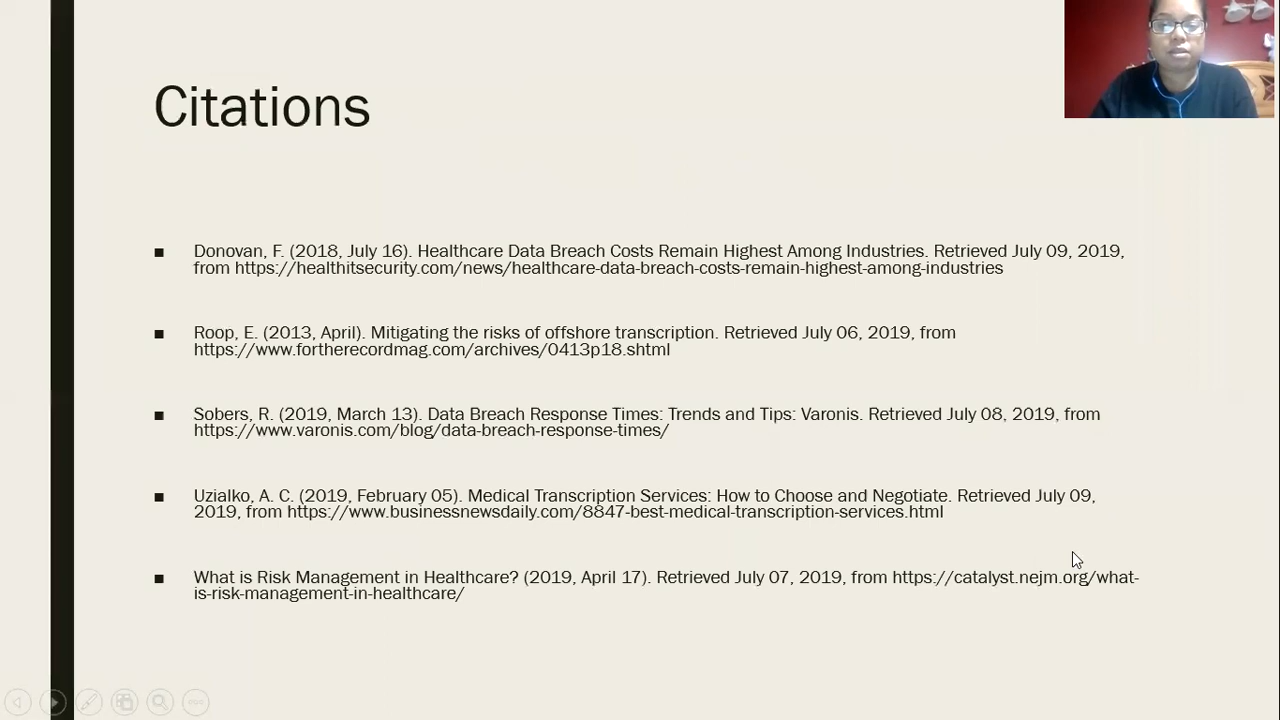 Citations
Donovan, F. (2018, July 16). Healthcare Data Breach Costs Remain Highest Among Industries. Retrieved July 09, 2019,
from https://healthitsecurity.com/news/healthcare-data-breach-costs-remain-highest-among-industries
Roop, E. (2013, April). Mitigating the risks of offshore transcription. Retrieved July 06, 2019, from
https://www.fortherecordmag.com/archives/0413p18.shtml
Sobers, R. (2019, March 13). Data Breach Response Times: Trends and Tips: Varonis. Retrieved July 08, 2019, from
https://www.varonis.com/blog/data-breach-response-times/
Uzialko, A. C. (2019, February 05). Medical Transcription Services: How to Choose and Negotiate. Retrieved July 09,
2019, from https://www.businessnewsdaily.com/8847-best-medical-transcription-services.html
What is Risk Management in Healthcare? (2019, April 17). Retrieved July 07, 2019, from https://catalyst.nejm.org/what-
is-risk-management-in-healthcare/